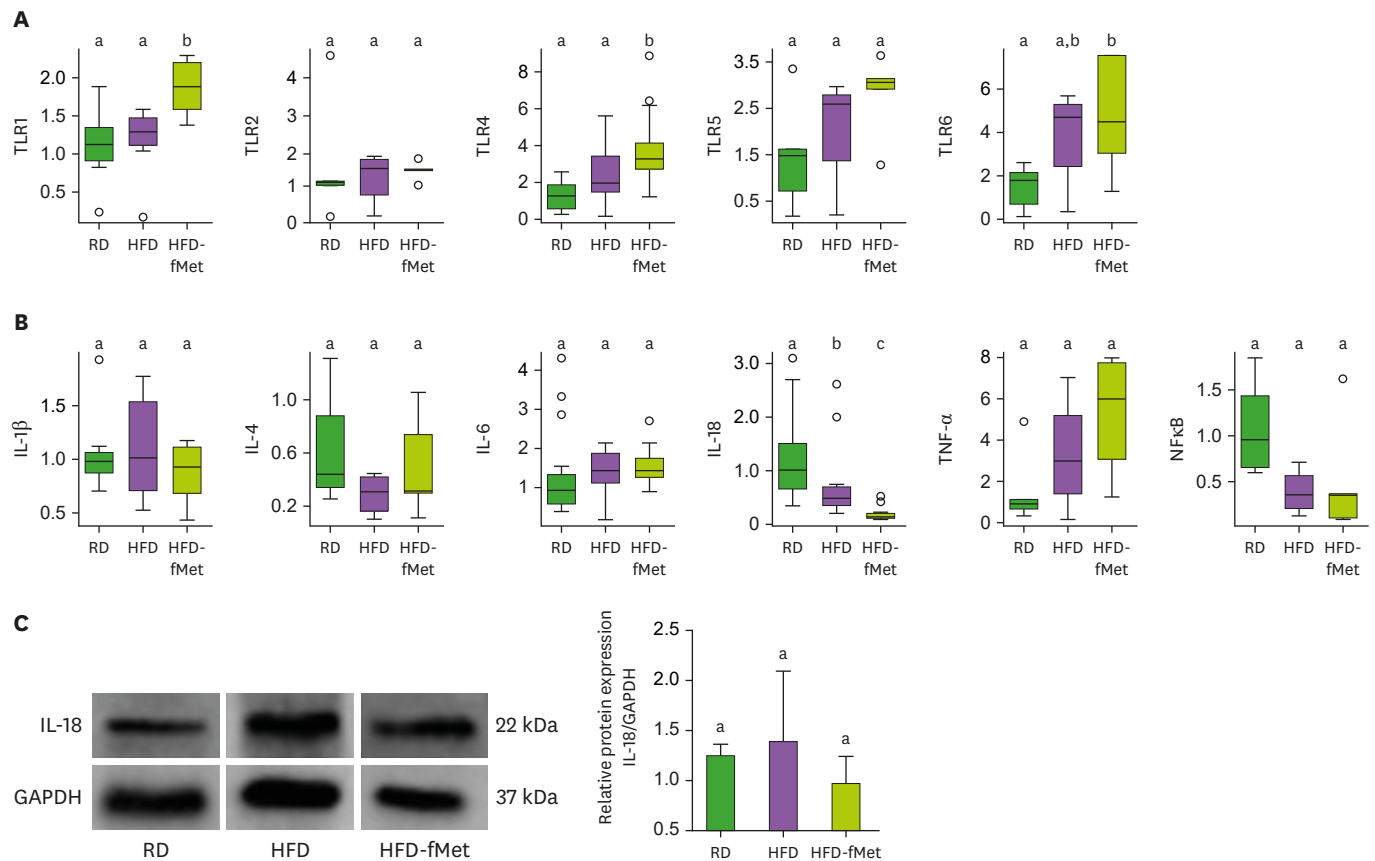 A
a a b
TLR1
2.0
1.5
1.0
0.5
RD HFD HFD-
fMet
a a a
TLR2
4
3
2
1
0
RD HFD HFD-
fMet
a a b
TLR4
8
6
4
2
0
RD HFD HFD-
fMet
a a a
TLR5
3.5
2.5
1.5
0.5
RD HFD HFD-
fMet
a a,b b
TLR6
6
4
2
0
RD HFD HFD-
fMet
B
a a a
IL-1β
1.5
1.0
0.5
RD HFD HFD-
fMet
a a a
IL-4
1.0
0.6
0.2
RD HFD HFD-
fMet
a a a
IL-6
4
3
2
1
RD HFD HFD-
fMet
a b c
IL-18
3.0
2.0
1.0
0
RD HFD HFD-
fMet
a a a
TNF-α
8
6
4
2
0
RD HFD HFD-
fMet
a a a
NFκB
1.5
1.0
0.5
RD HFD HFD-
fMet
C
IL-18 22 kDa
GAPDH 37 kDa
RD HFD HFD-fMet
Relative protein expression
IL-18/GAPDH
2.5
2.0
1.5
1.0
0.5
a a a
RD HFD HFD-fMet